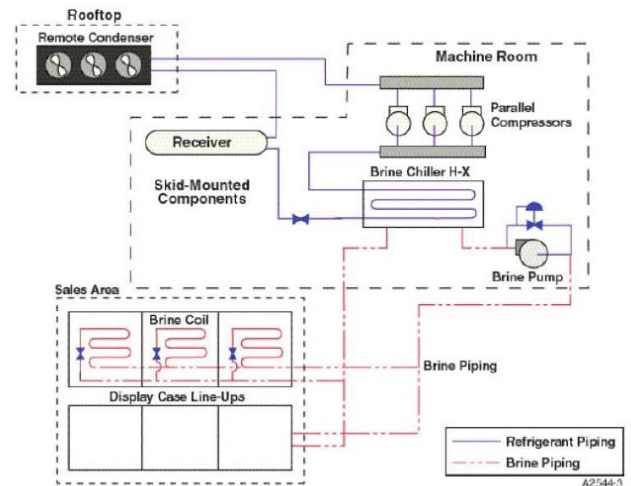 Rooftop
Remote Condenser
Machine Room
Parallel
Compressors
Receiver
Brine Chiller H-X
Skid-Mounted
Components
Brine Pump
Sales Area
Brine Coil
Brine Piping
Display Case Line-Ups
Refrigerant Piping
Brine Piping
A2544-3